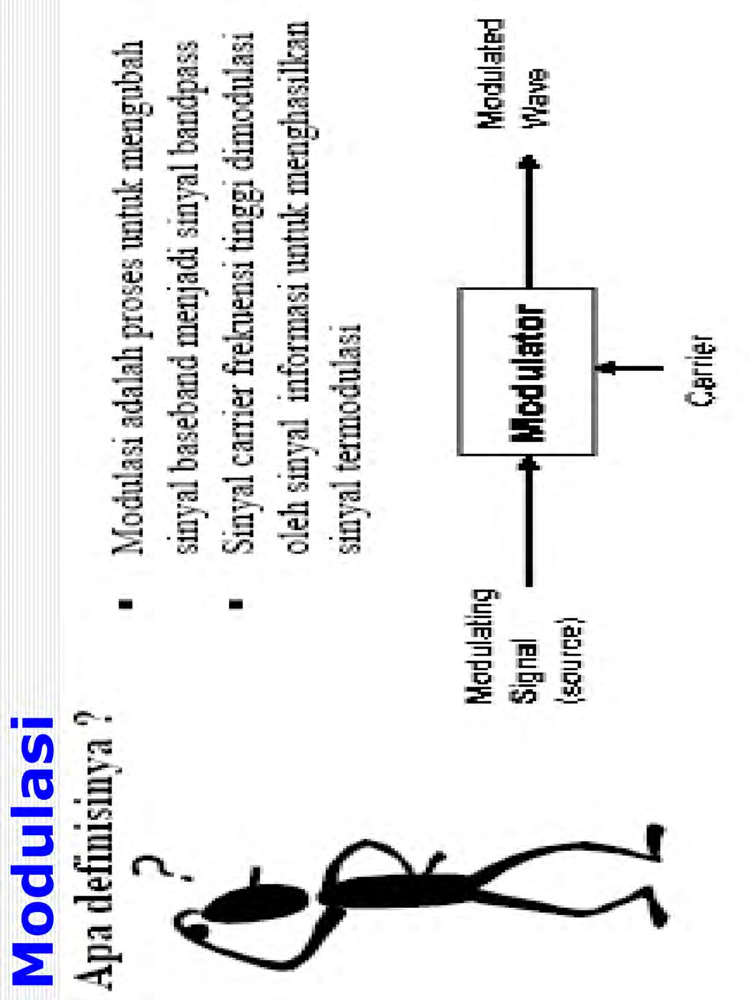 Modulasi
Apa definisinya ?
?
▪ Modulasi adalah proses untuk mengubah
sinyal baseband menjadi sinyal bandpass
▪ Sinyal carrier frekuensi tinggi dimodulasi
oleh sinyal informasi untuk menghasilkan
sinyal termodulasi
Modulating
Signal
(source)
Modulator
Modulated
Wave
Carrier